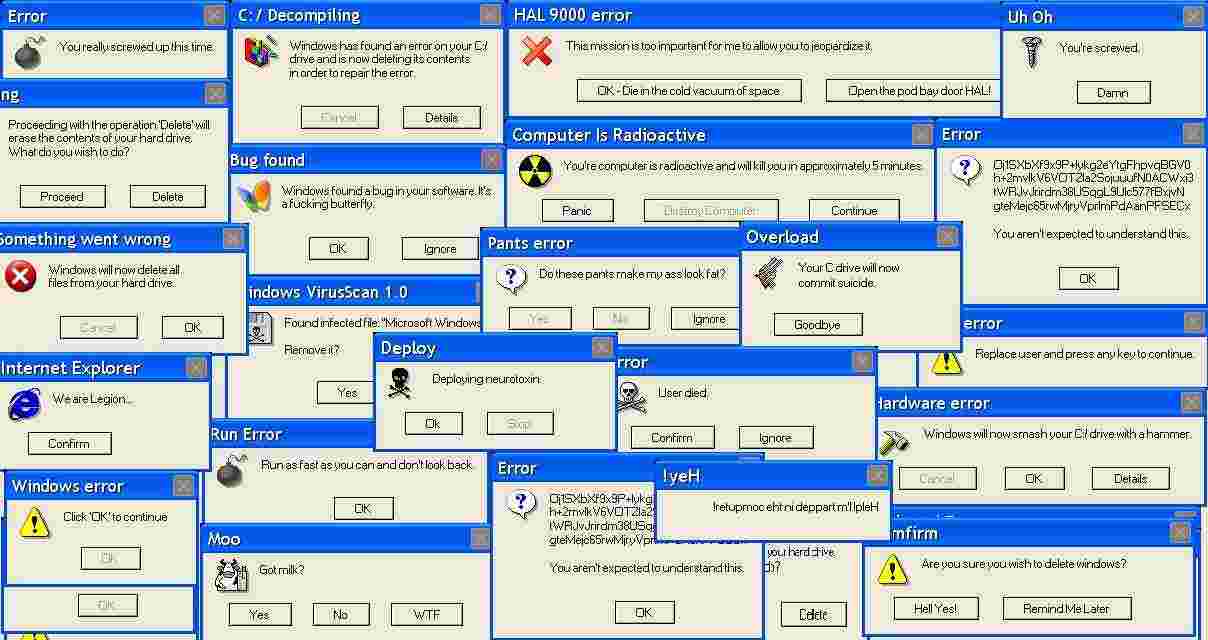 Error
You really screwed up this time.
C:/ Decompiling
Windows has found an error on your C:/
drive and is now deleting its contents
in order to repair the error.
Cancel
Details
HAL 9000 error
This mission is too important for me to allow you to jeopardize it.
OK - Die in the cold vacuum of space
Open the pod bay door HAL!
Uh Oh
You're screwed.
Damn
ng
Proceeding with the operation 'Delete' will
erase the contents of your hard drive.
What do you wish to do?
Proceed
Delete
Bug found
Windows found a bug in your software. It's
a fucking butterfly.
OK
Ignore
Computer Is Radioactive
You're computer is radioactive and will kill you in approximately 5 minutes.
Panic
Destroy Computer
Continue
Error
You aren't expected to understand this.
OK
Something went wrong
Windows will now delete all
files from your hard drive.
Cancel
OK
indows VirusScan 1.0
Found infected file: "Microsoft Windows
Remove it?
Yes
Pants error
Do these pants make my ass look fat?
Yes
No
Ignore
Overload
Your C drive will now
commit suicide.
Goodbye
error
Replace user and press any key to continue.
Internet Explorer
We are Legion...
Confirm
Deploy
Deploying neurotoxin.
Ok
Stop!
rror
User died.
Confirm
Ignore
Hardware error
Windows will now smash your C:/ drive with a hammer.
Cancel
OK
Details
Run Error
Run as fast as you can and don't look back.
OK
Windows error
Click 'OK' to continue
OK
OK
Moo
Got milk?
Yes
No
WTF
Error
You aren't expected to understand this.
OK
!yeH
!retupmoc eht ni deppart m'I !pleH
you hard drive
Delete
nfirm
Are you sure you wish to delete windows?
Hell Yes!
Remind Me Later